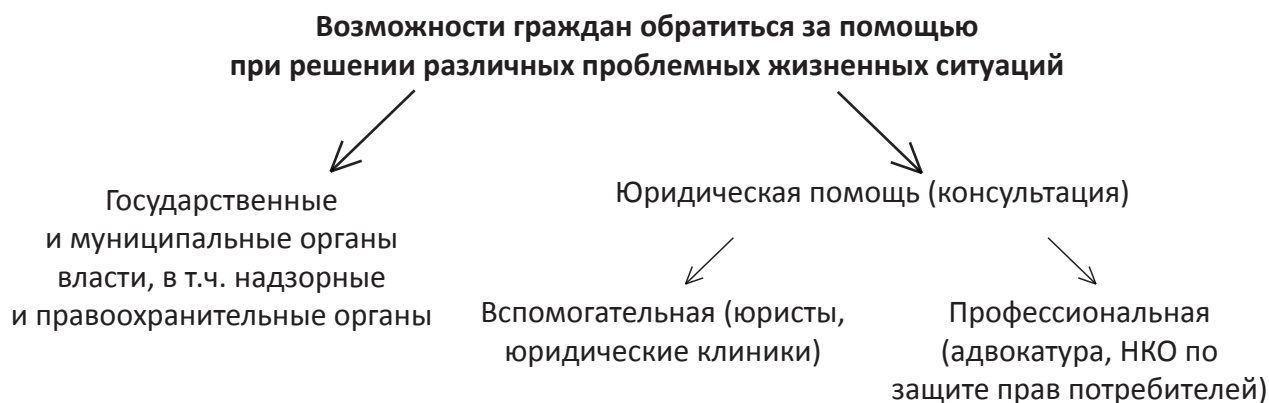 Возможности граждан обратиться за помощью
при решении различных проблемных жизненных ситуаций
Государственные
и муниципальные органы
власти, в т.ч. надзорные
и правоохранительные органы
Юридическая помощь (консультация)
Вспомогательная (юристы,
юридические клиники)
Профессиональная
(адвокатура, НКО по
защите прав потребителей)